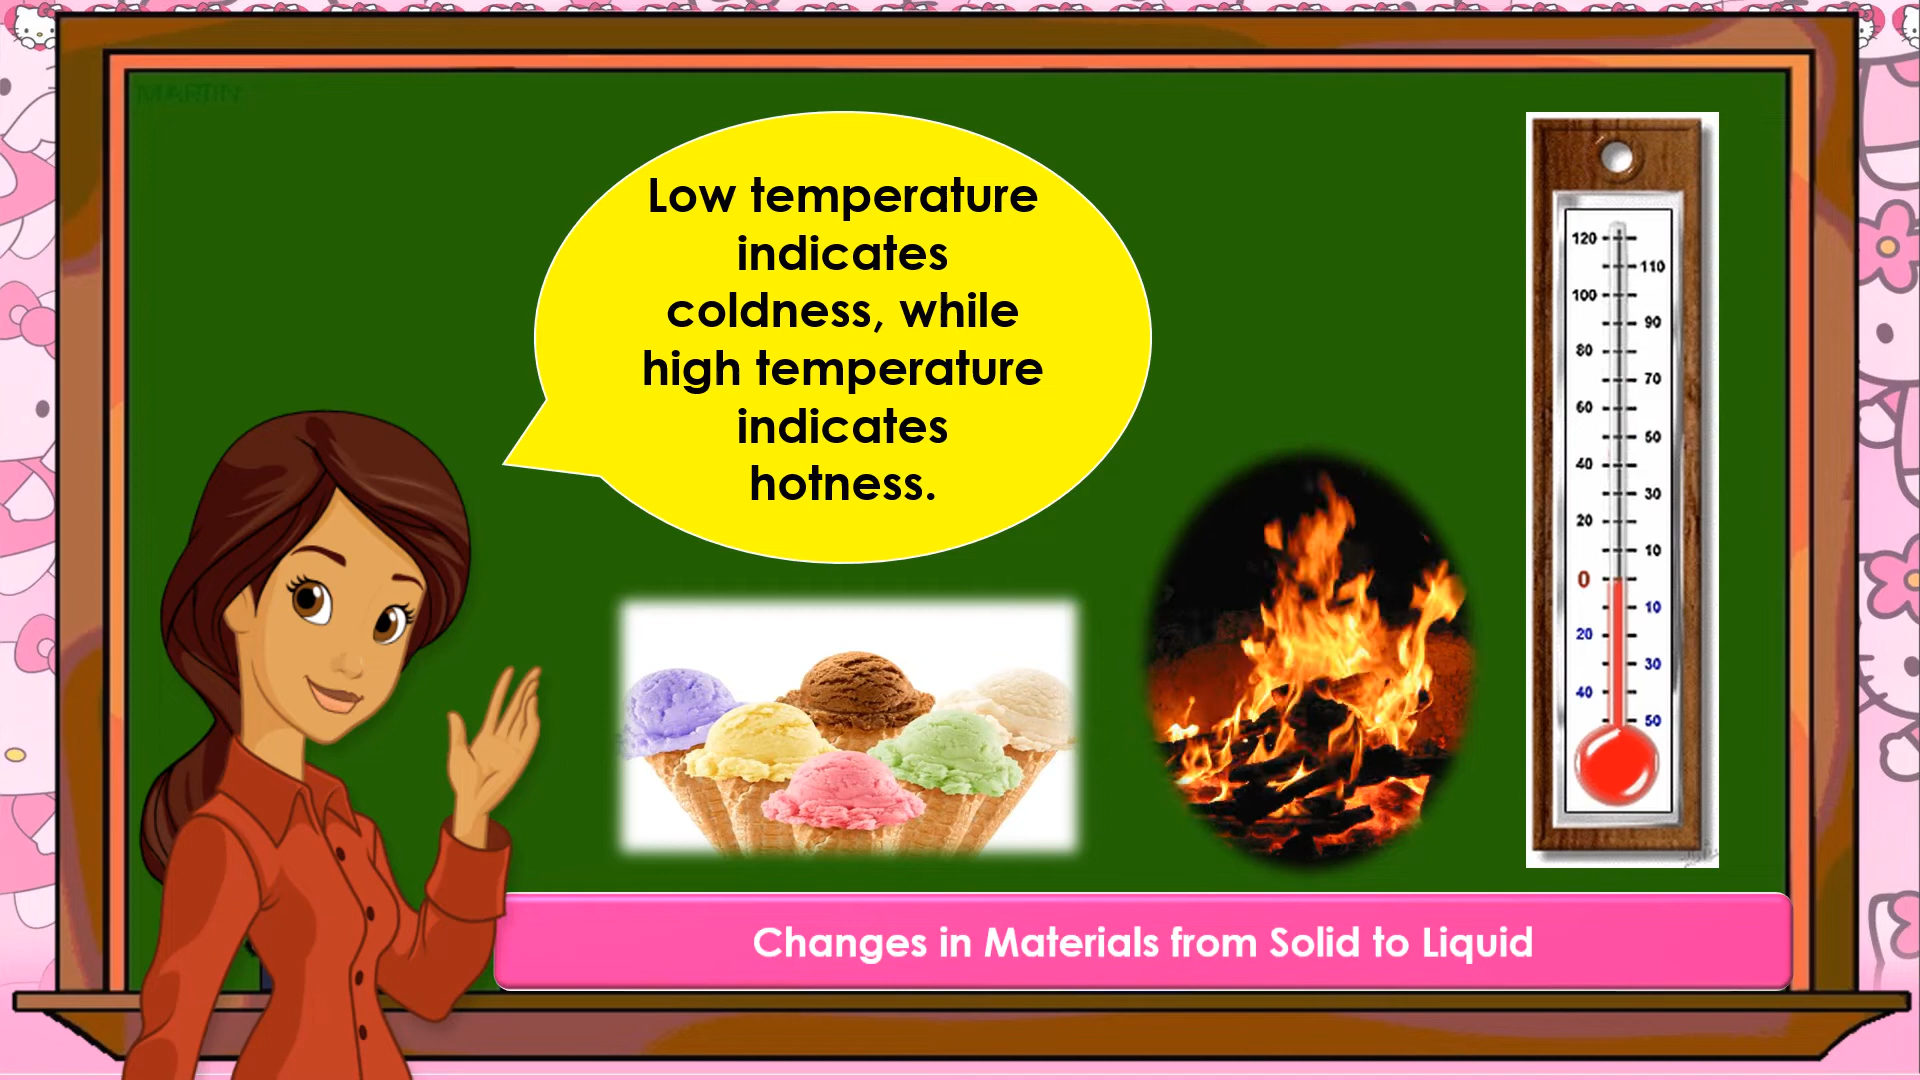 MARTIN
Low temperature
indicates
coldness, while
high temperature
indicates
hotness.
120
110
100
90
80
70
60
50
40
30
20
10
0
10
20
30
40
50
Changes in Materials from Solid to Liquid